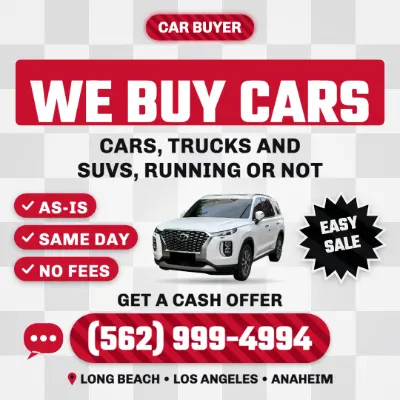 CAR BUYER
WE BUY CARS
CARS, TRUCKS AND
SUVS, RUNNING OR NOT
AS-IS
SAME DAY
NO FEES
EASY
SALE
GET A CASH OFFER
(562) 999-4994
LONG BEACH • LOS ANGELES • ANAHEIM